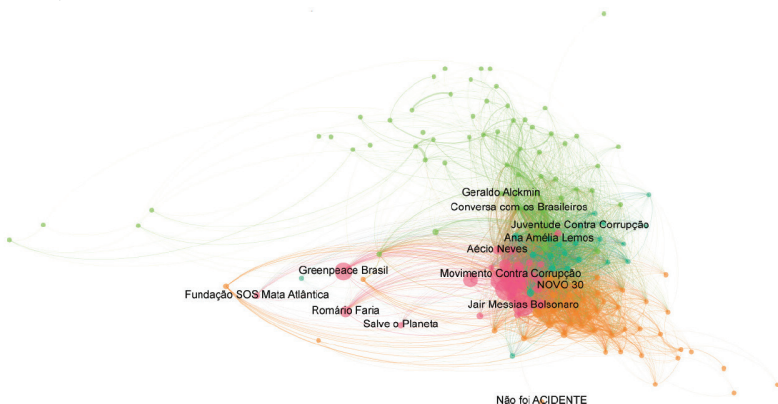 Geraldo Alckmin
Conversa com os Brasileiros
Juventude Contra Corrupção
Ana Amélia Lemos
Aécio Neves
Greenpeace Brasil
Movimento Contra Corrupção
NOVO 30
Fundação SOS Mata Atlântica
Jair Messias Bolsonaro
Romário Faria
Salve o Planeta
Não foi ACIDENTE